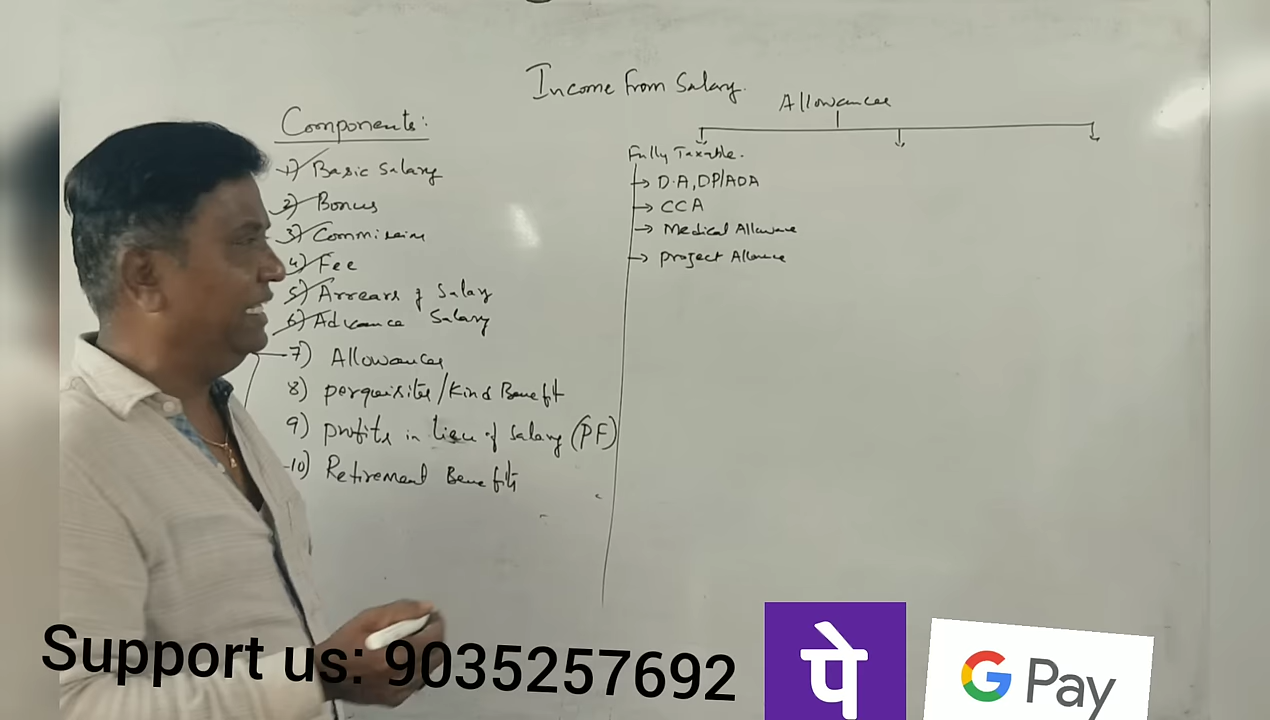 Income From Salary.
Components:
1) Basic Salary
2) Bonus
3) Commission
4) Fee
5) Arrears of Salary
6) Advance Salary
7) Allowances
8) perquisites/Kind Benefit
9) profits in lieu of salary (PF)
10) Retirement Benefits
Allowances
Fully Taxable.
→ D.A, DP/ADA
→ CCA
→ Medical Allowance
→ project Allowance
Support us: 9035257692
पे
G Pay